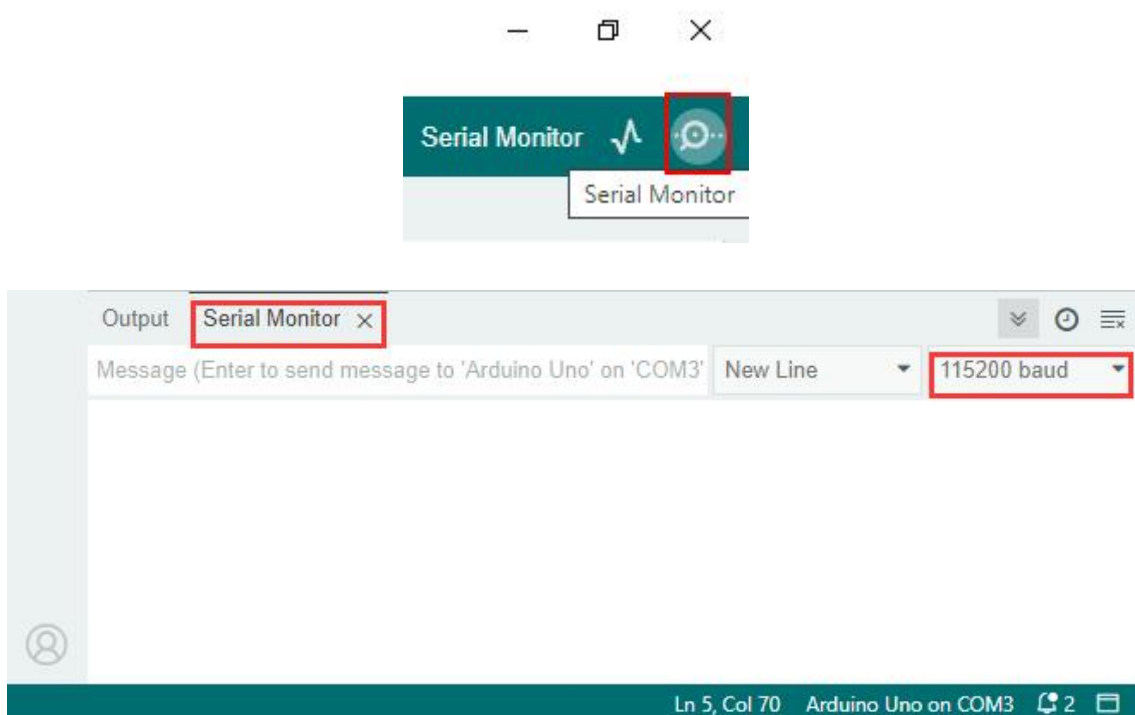 Serial Monitor
Serial Monitor
Output Serial Monitor
Message (Enter to send message to 'Arduino Uno' on 'COM3' New Line 115200 baud
Ln 5, Col 70 Arduino Uno on COM3 2